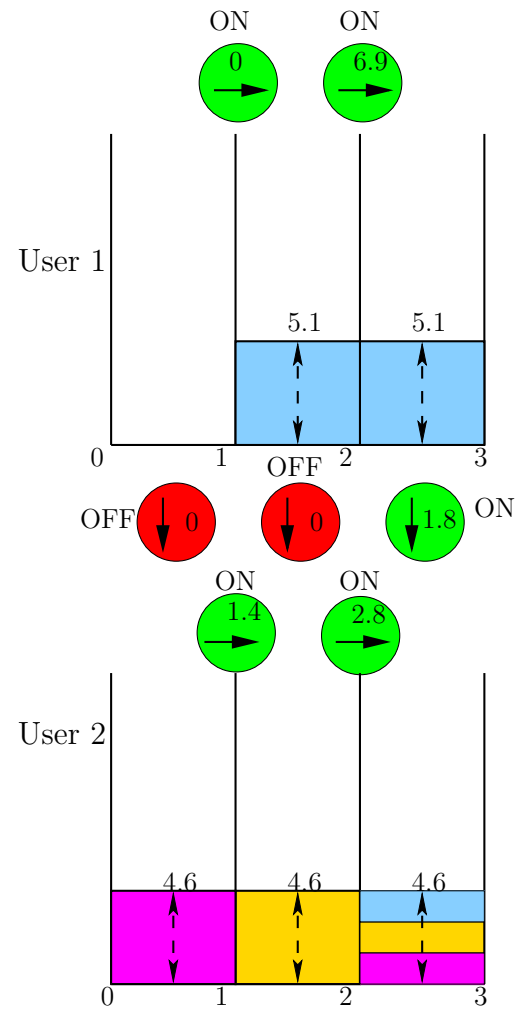 ON ON
0 6.9
User 1
5.1 5.1
0 1 2 3
OFF
OFF 0 0 1.8 ON
ON ON
1.4 2.8
User 2
4.6 4.6 4.6
0 1 2 3